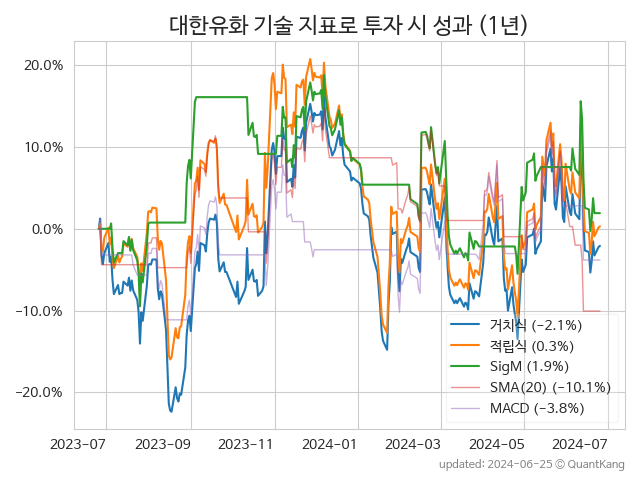 대한유화 기술 지표로 투자 시 성과 (1년)
20.0%
10.0%
0.0%
−10.0%
−20.0%
거치식 (−2.1%)
적립식 (0.3%)
SigM (1.9%)
SMA(20) (−10.1%)
MACD (−3.8%)
2023-07 2023-09 2023-11 2024-01 2024-03 2024-05 2024-07
updated: 2024-06-25 © QuantKang